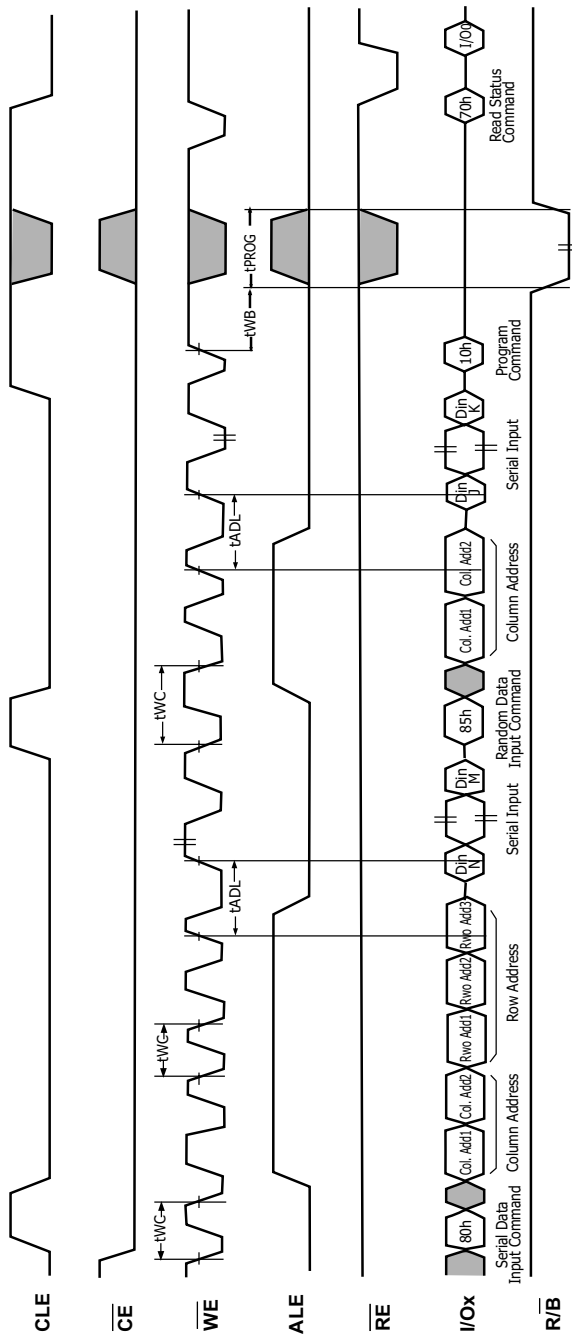 CLE
CE
WE
tWC
tWC
tADL
tWC
tADL
tWB
tPROG
ALE
RE
I/Ox
80h
Col. Add1
Col. Add2
Rwo Add1
Rwo Add2
Rwo Add3
Din
N
Din
M
85h
Col. Add1
Col. Add2
Din
J
Din
K
10h
70h
I/O0
Serial Data
Input Command
Column Address
Row Address
Serial Input
Random Data
Input Command
Column Address
Serial Input
Program
Command
Read Status
Command
R/B